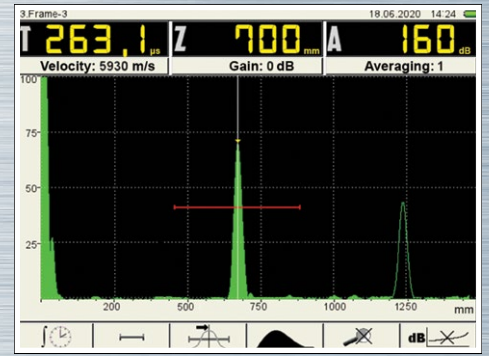 3.Frame-3 18.06.2020 14:24
T 263,1 µs Z 700 mm A 160 dB
Velocity: 5930 m/s Gain: 0 dB Averaging: 1
100
75
50
25
200 500 750 1000 1250 mm
dB